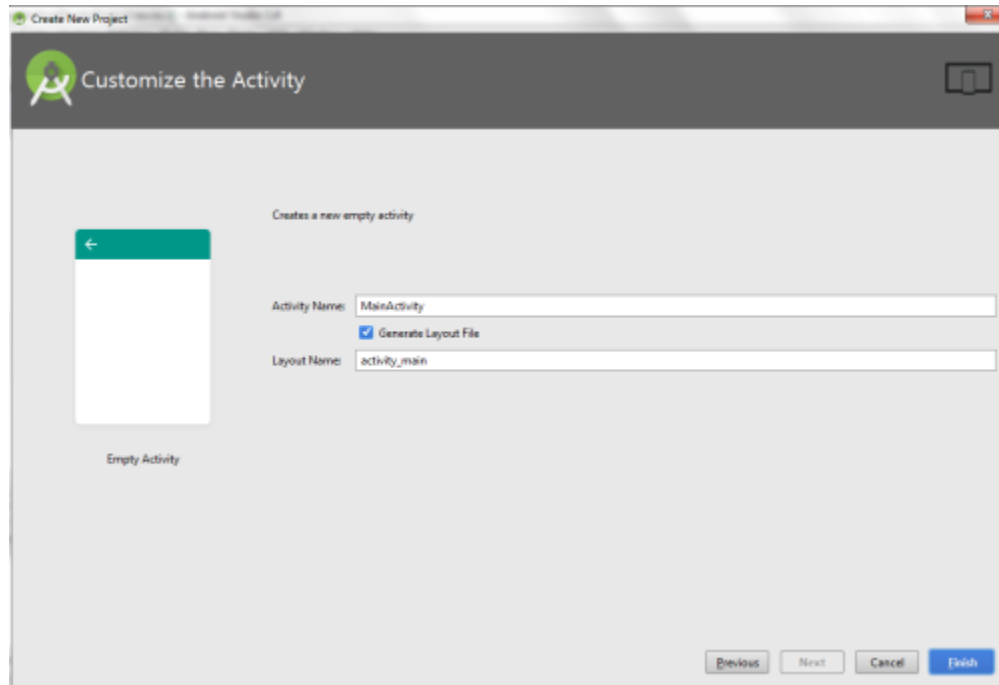 Create New Project
Customize the Activity
Creates a new empty activity
Activity Name: MainActivity
Generate Layout File
Layout Name: activity_main
Empty Activity
Previous Next Cancel Finish